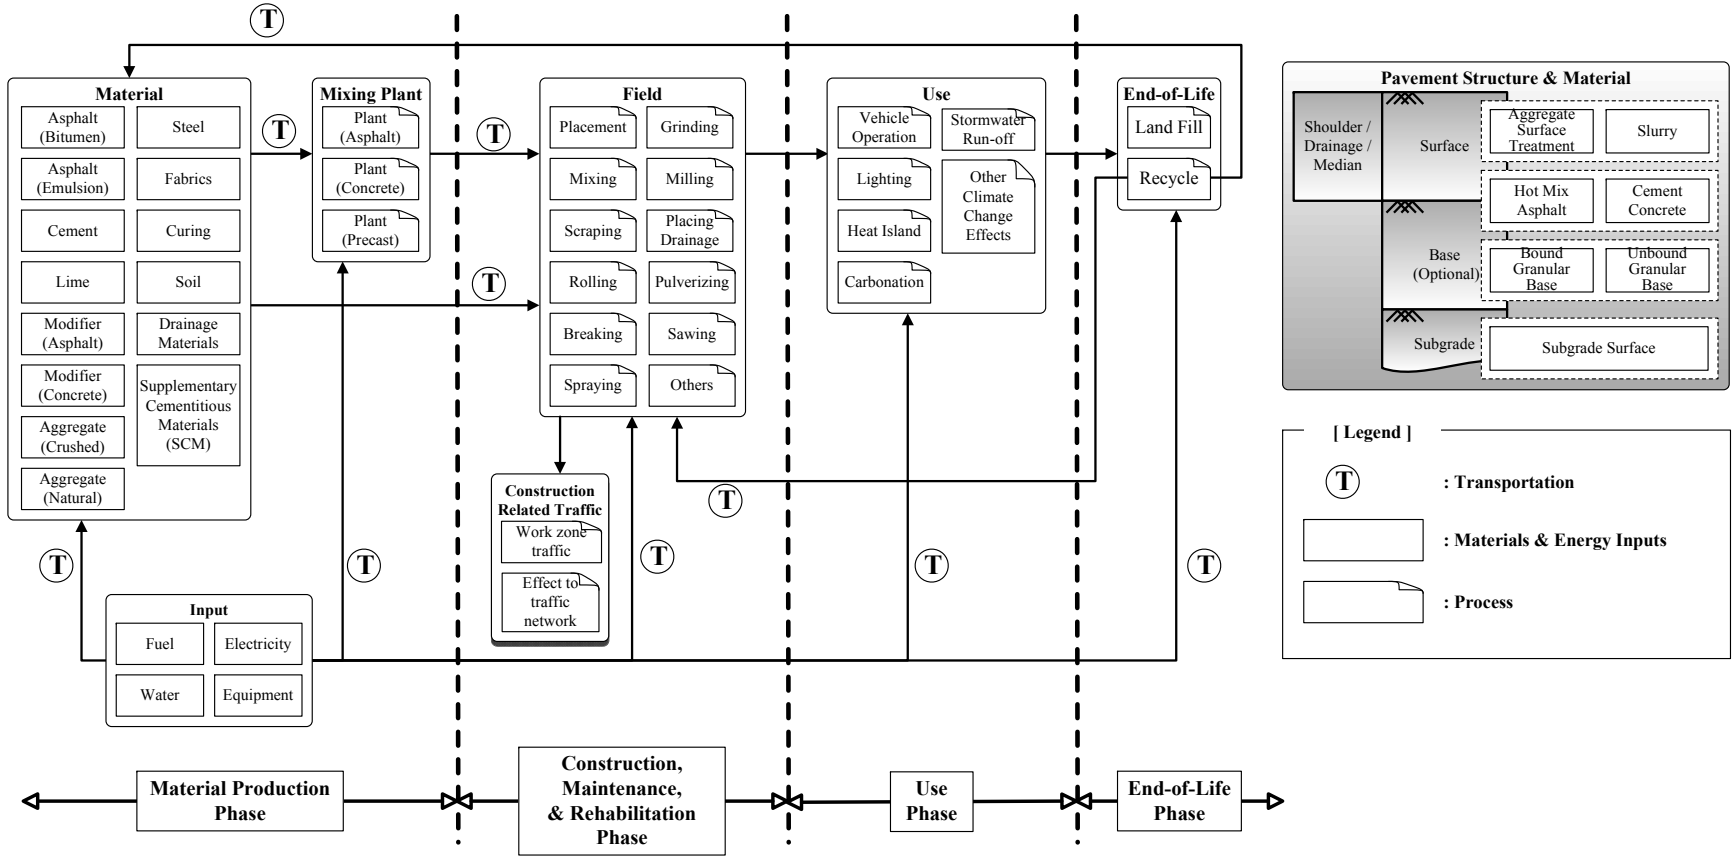 T
Material
Asphalt
(Bitumen)
Steel
Asphalt
(Emulsion)
Fabrics
Cement
Curing
Lime
Soil
Modifier
(Asphalt)
Drainage
Materials
Modifier
(Concrete)
Supplementary
Cementitious
Materials
(SCM)
Aggregate
(Crushed)
Aggregate
(Natural)
T
T
Mixing Plant
Plant
(Asphalt)
Plant
(Concrete)
Plant
(Precast)
T
T
T
Input
Fuel
Electricity
Water
Equipment
Field
Placement
Grinding
Mixing
Milling
Scraping
Placing
Drainage
Rolling
Pulverizing
Breaking
Sawing
Spraying
Others
Construction
Related Traffic
Work zone
traffic
Effect to
traffic
network
T
T
Use
Vehicle
Operation
Stormwater
Run-off
Lighting
Other
Climate
Change
Effects
Heat Island
Carbonation
T
End-of-Life
Land Fill
Recycle
T
Material Production
Phase
Construction,
Maintenance,
& Rehabilitation
Phase
Use
Phase
End-of-Life
Phase
Pavement Structure & Material
Shoulder /
Drainage /
Median
Surface
Aggregate
Surface
Treatment
Slurry
Hot Mix
Asphalt
Cement
Concrete
Base
(Optional)
Bound
Granular
Base
Unbound
Granular
Base
Subgrade
Subgrade Surface
[ Legend ]
T : Transportation
: Materials & Energy Inputs
: Process